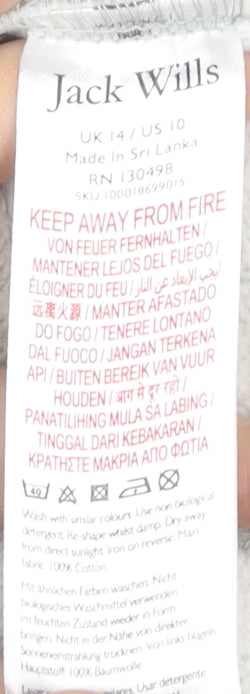 Jack Wills
UK 14 / US 10
Made In Sri Lanka
RN 130498
SKU 100018699015
KEEP AWAY FROM FIRE
VON FEUER FERNHALTEN /
MANTENER LEJOS DEL FUEGO /
ÉLOIGNER DU FEU / يجب الإبتعاد عن النار /
远离火源 / MANTER AFASTADO
DO FOGO / TENERE LONTANO
DAL FUOCO / JANGAN TERKENA
API / BUITEN BEREIK VAN VUUR
HOUDEN / आग से दूर रहो /
PANATILIHING MULA SA LABING /
TINGGAL DARI KEBAKARAN /
ΚΡΑΤΗΣΤΕ ΜΑΚΡΙΑ ΑΠΟ ΦΩΤΙΑ
40
Wash with similar colours. Use non biological
detergent. Re-shape whilst damp. Dry away
from direct sunlight. Iron on reverse. Main
fabric: 100% Cotton
Mit ähnlichen Farben waschen. Nicht
biologisches Waschmittel verwenden.
Im feuchten Zustand wieder in Form
bringen. Nicht in der Nähe von direkter
Sonneneinstrahlung trocknen. Von links bügeln
Hauptstoff: 100% Baumwolle
Usar detergente